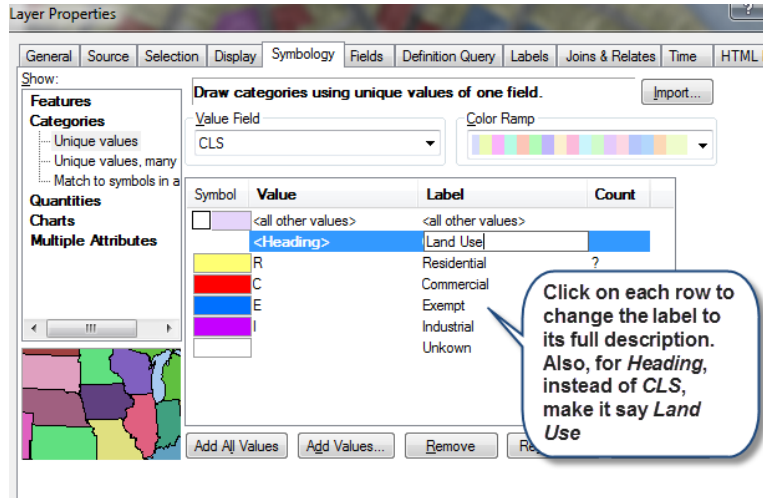 Layer Properties
?
General Source Selection Display Symbology Fields Definition Query Labels Joins & Relates Time HTML
Show:
Features
Categories
Unique values
Unique values, many
Match to symbols in a
Quantities
Charts
Multiple Attributes
Draw categories using unique values of one field.
Import...
Value Field
CLS
Color Ramp
Symbol Value Label Count
<all other values> <all other values>
<Heading> Land Use
R Residential ?
C Commercial
E Exempt
I Industrial
Unkown
Click on each row to
change the label to
its full description.
Also, for Heading,
instead of CLS,
make it say Land
Use
Add All Values Add Values... Remove